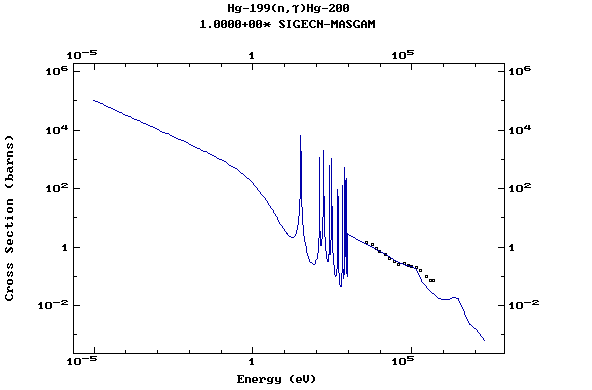 Hg-199(n,γ)Hg-200
1.0000+00* SIGECN-MASGAM
10⁻⁵ 1 10⁵
10⁶ 10⁶
10⁴ 10⁴
10² 10²
1 1
10⁻² 10⁻²
10⁻⁵ 1 10⁵
Cross Section (barns)
Energy (eV)